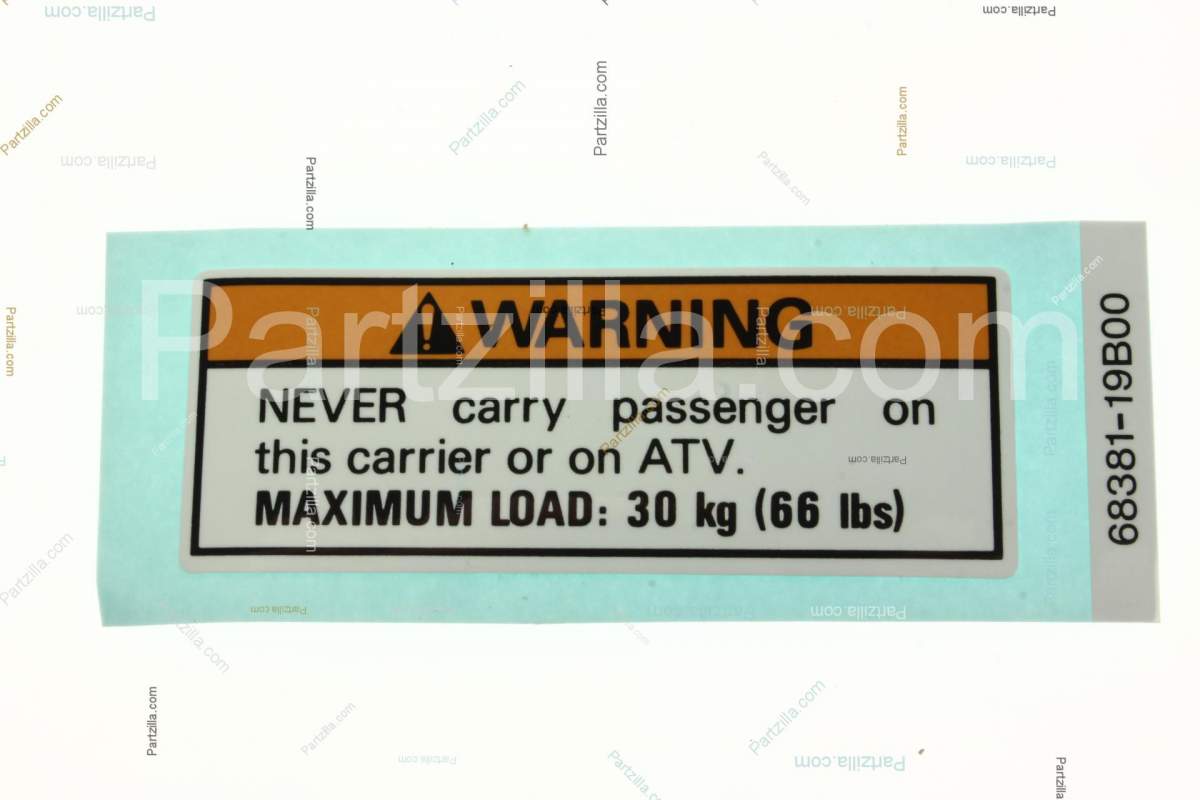 WARNING
NEVER carry passenger on
this carrier or on ATV.
MAXIMUM LOAD: 30 kg (66 lbs)
68381-19B00
Partzilla.com